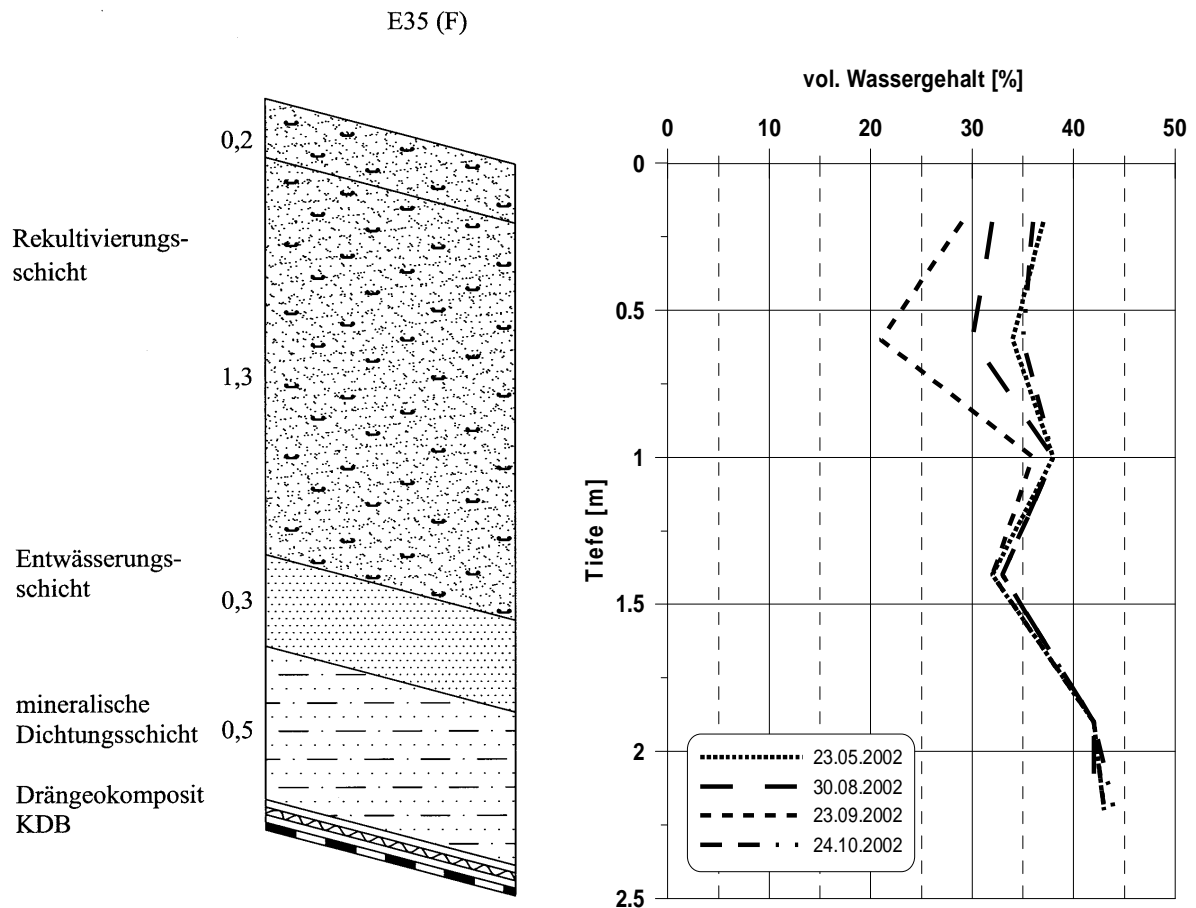 E35 (F)
0,2
Rekultivierungs-
schicht
1,3
Entwässerungs-
schicht
0,3
mineralische
Dichtungsschicht
0,5
Drängeokomposit
KDB
vol. Wassergehalt [%]
0 10 20 30 40 50
0
0.5
1
1.5
2
2.5
Tiefe [m]
23.05.2002
30.08.2002
23.09.2002
24.10.2002